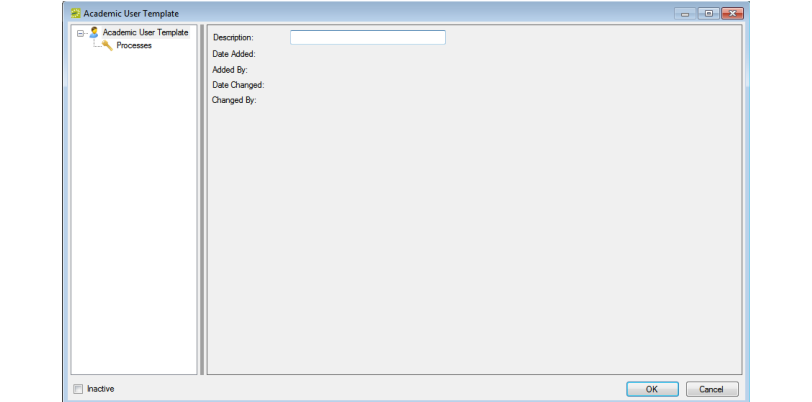 Academic User Template
Academic User Template
Processes
Description:
Date Added:
Added By:
Date Changed:
Changed By:
Inactive
OK
Cancel